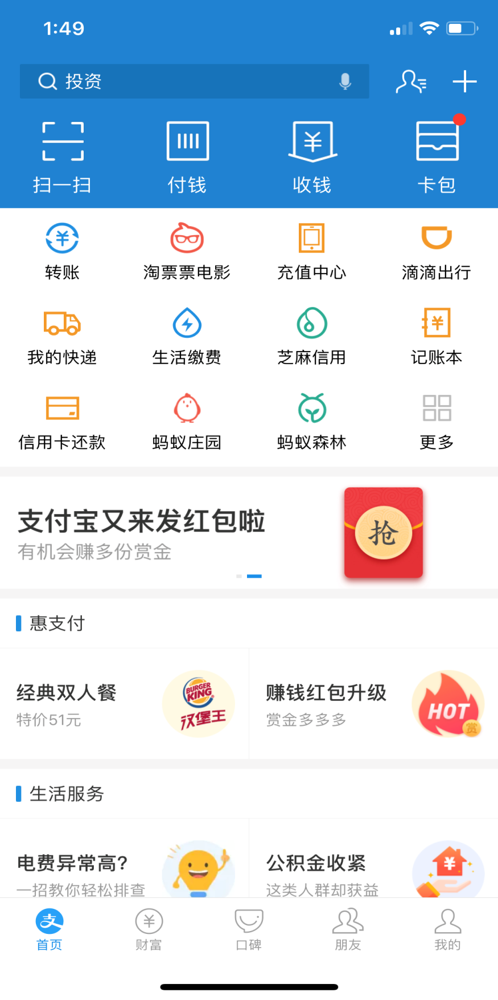 1:49
投资
扫一扫 付钱 收钱 卡包
转账 淘票票电影 充值中心 滴滴出行
我的快递 生活缴费 芝麻信用 记账本
信用卡还款 蚂蚁庄园 蚂蚁森林 更多
支付宝又来发红包啦
有机会赚多份赏金
抢
惠支付
经典双人餐
特价51元
BURGER KING
汉堡王
赚钱红包升级
赏金多多多
HOT
赏
生活服务
电费异常高?
一招教你轻松排查
公积金收紧
这类人群却获益
支
首页 财富 口碑 朋友 我的